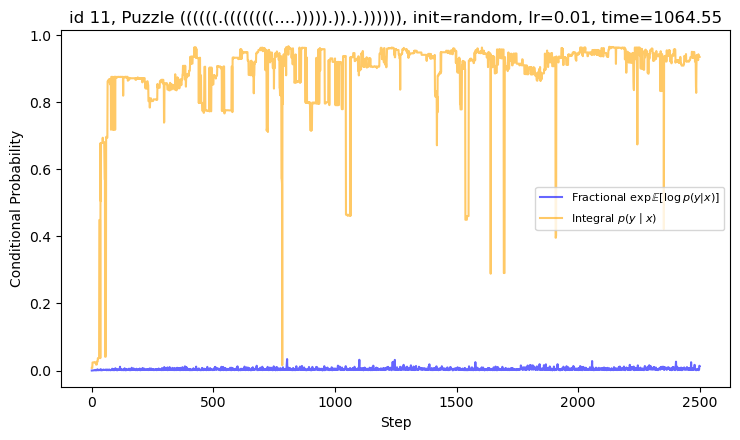 id 11, Puzzle ((((((.((((((((....))))).)).).)))))), init=random, lr=0.01, time=1064.55
Conditional Probability
1.0
0.8
0.6
0.4
0.2
0.0
Fractional exp𝔼[log p(y|x)]
Integral p(y | x)
0 500 1000 1500 2000 2500
Step